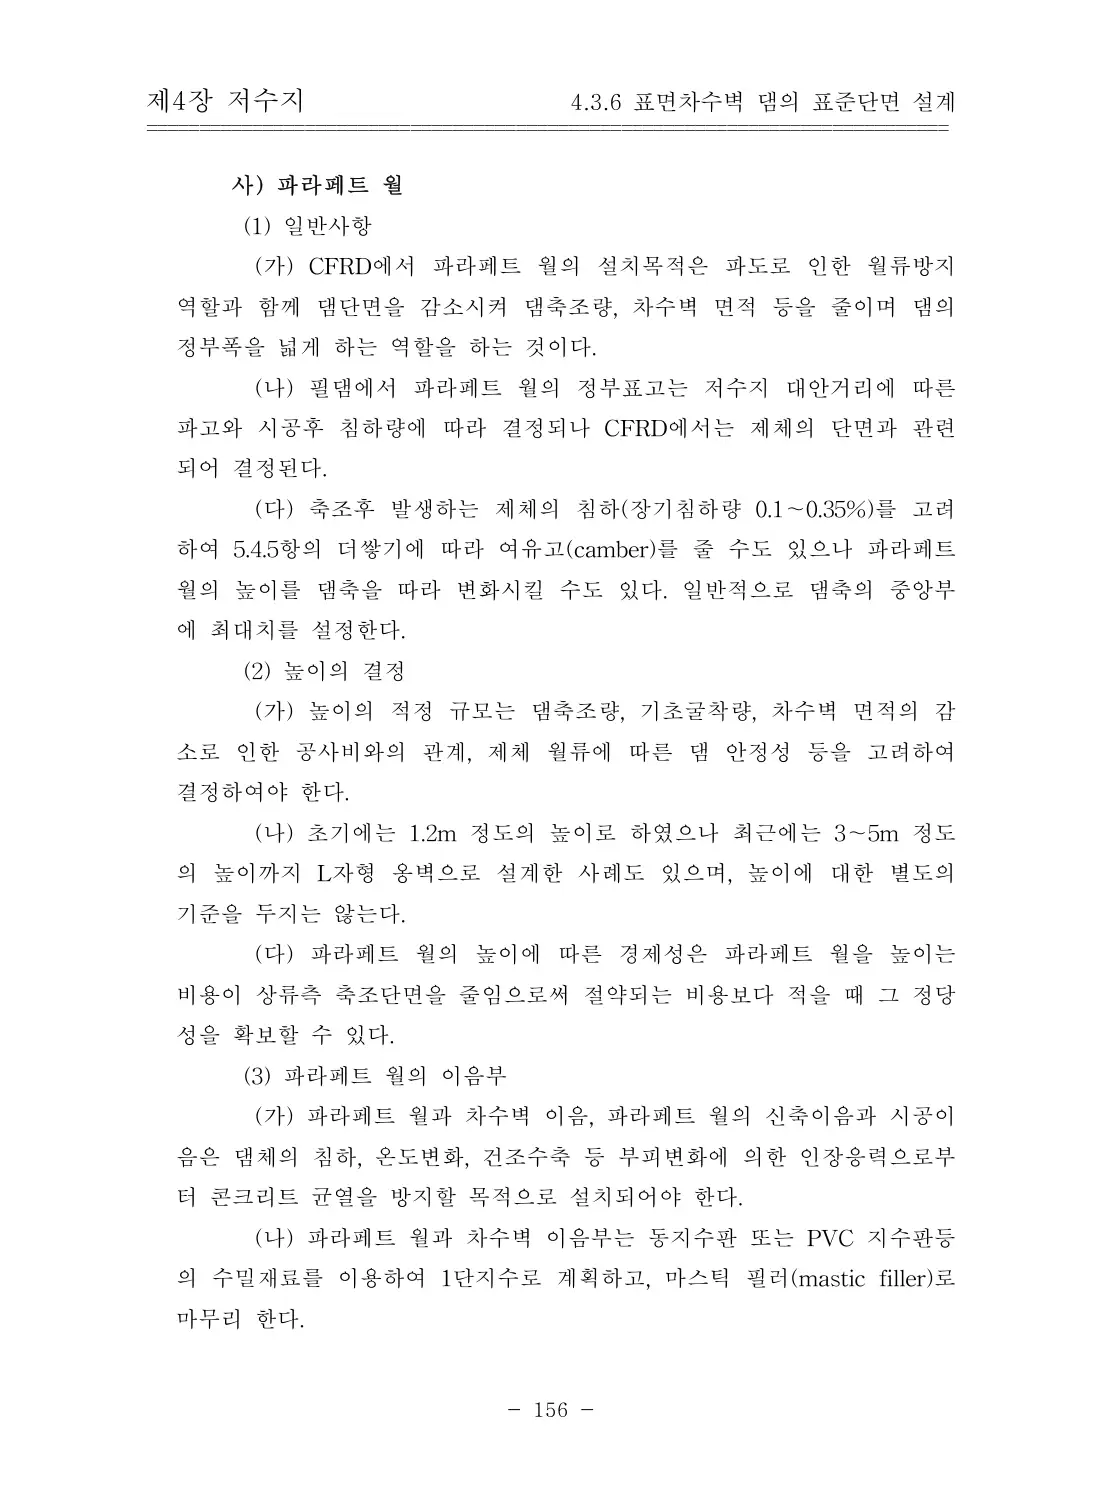 제4장 저수지 4.3.6 표면차수벽 댐의 표준단면 설계
사) 파라페트 월
(1) 일반사항
(가) CFRD에서 파라페트 월의 설치목적은 파도로 인한 월류방지
역할과 함께 댐단면을 감소시켜 댐축조량, 차수벽 면적 등을 줄이며 댐의
정부폭을 넓게 하는 역할을 하는 것이다.
(나) 필댐에서 파라페트 월의 정부표고는 저수지 대안거리에 따른
파고와 시공후 침하량에 따라 결정되나 CFRD에서는 제체의 단면과 관련
되어 결정된다.
(다) 축조후 발생하는 제체의 침하(장기침하량 0.1~0.35%)를 고려
하여 5.4.5항의 더쌓기에 따라 여유고(camber)를 줄 수도 있으나 파라페트
월의 높이를 댐축을 따라 변화시킬 수도 있다. 일반적으로 댐축의 중앙부
에 최대치를 설정한다.
(2) 높이의 결정
(가) 높이의 적정 규모는 댐축조량, 기초굴착량, 차수벽 면적의 감
소로 인한 공사비와의 관계, 제체 월류에 따른 댐 안정성 등을 고려하여
결정하여야 한다.
(나) 초기에는 1.2m 정도의 높이로 하였으나 최근에는 3~5m 정도
의 높이까지 L자형 옹벽으로 설계한 사례도 있으며, 높이에 대한 별도의
기준을 두지는 않는다.
(다) 파라페트 월의 높이에 따른 경제성은 파라페트 월을 높이는
비용이 상류측 축조단면을 줄임으로써 절약되는 비용보다 적을 때 그 정당
성을 확보할 수 있다.
(3) 파라페트 월의 이음부
(가) 파라페트 월과 차수벽 이음, 파라페트 월의 신축이음과 시공이
음은 댐체의 침하, 온도변화, 건조수축 등 부피변화에 의한 인장응력으로부
터 콘크리트 균열을 방지할 목적으로 설치되어야 한다.
(나) 파라페트 월과 차수벽 이음부는 동지수판 또는 PVC 지수판등
의 수밀재료를 이용하여 1단지수로 계획하고, 마스틱 필러(mastic filler)로
마무리 한다.
- 156 -